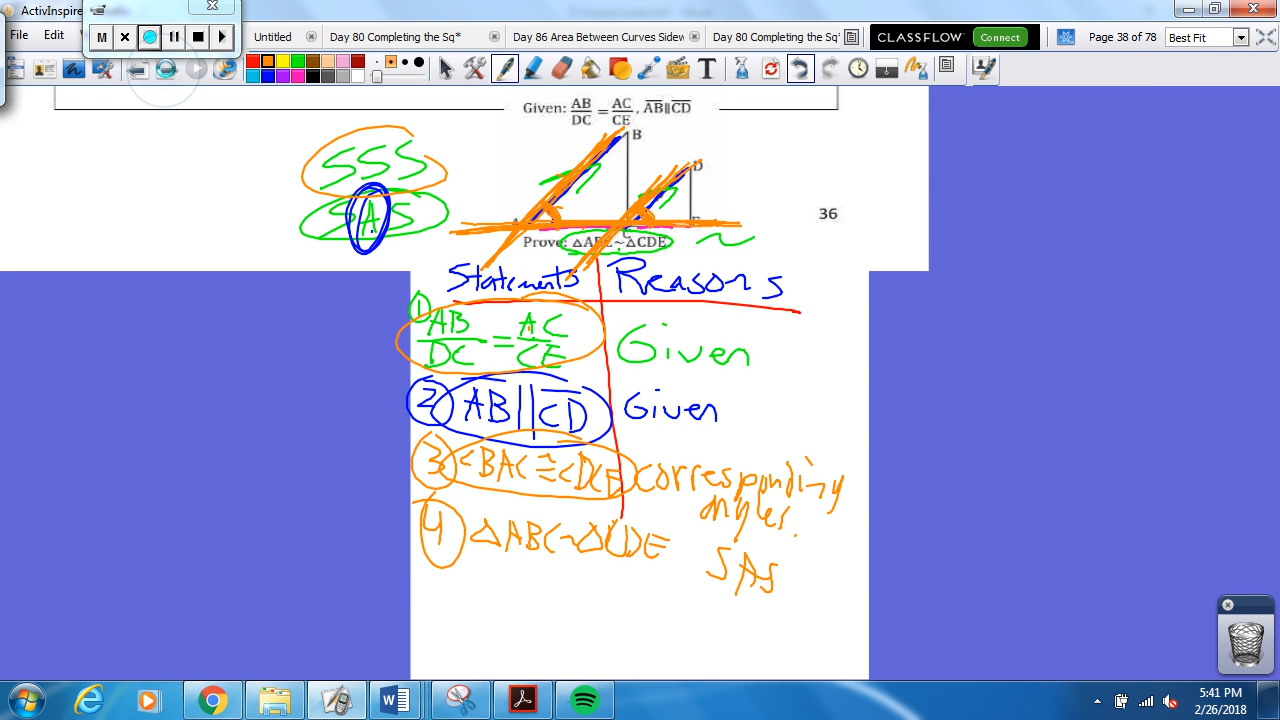 ActivInspire
File Edit
M
Untitled
Day 80 Completing the Sq*
Day 86 Area Between Curves Sidew
Day 80 Completing the Sq
CLASSFLOW Connect
Page 38 of 78
Best Fit
Given: AB/DC = AC/CE, AB∥CD
SSS
SAS
B
D
A
C
36
Prove: △ABC~△CDE
~
Statements Reasons
① AB/DC = AC/CE Given
② AB || CD Given
③ <BAC≅<DCE corresponding angles.
④ △ABC~△CDE SAS
5:41 PM
2/26/2018